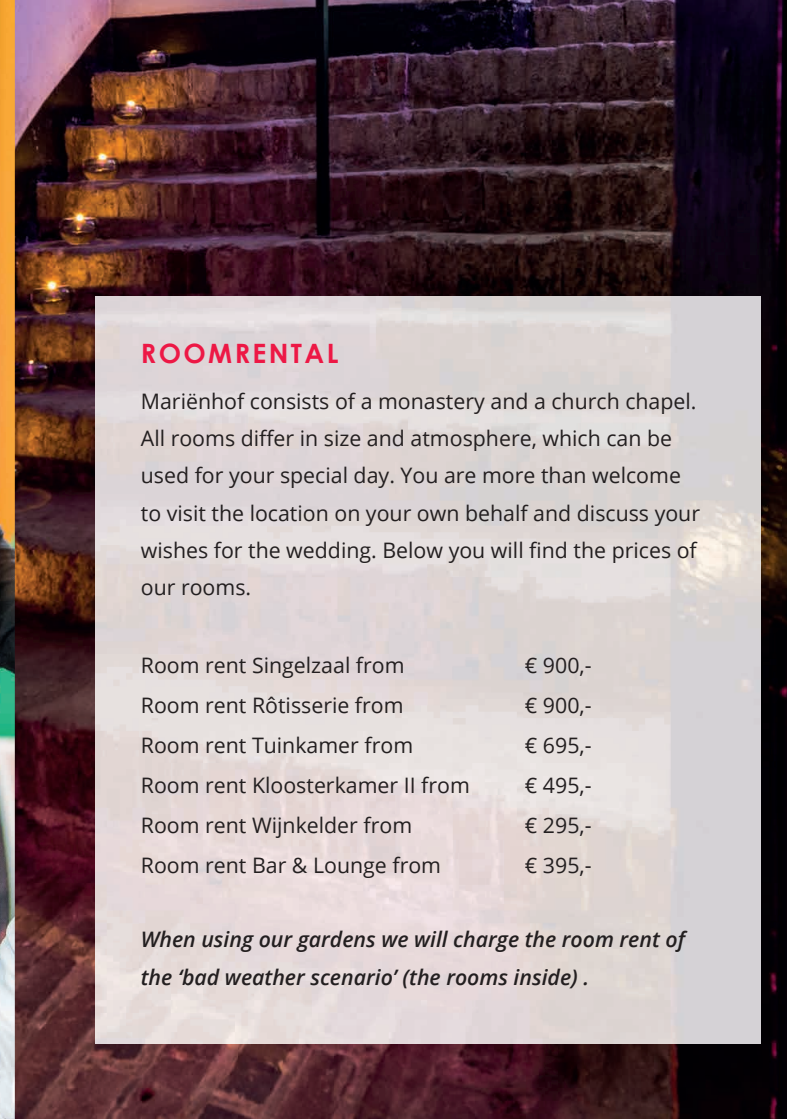 ROOMRENTAL
Mariënhof consists of a monastery and a church chapel.
All rooms differ in size and atmosphere, which can be
used for your special day. You are more than welcome
to visit the location on your own behalf and discuss your
wishes for the wedding. Below you will find the prices of
our rooms.
Room rent Singelzaal from € 900,-
Room rent Rôtisserie from € 900,-
Room rent Tuinkamer from € 695,-
Room rent Kloosterkamer II from € 495,-
Room rent Wijnkelder from € 295,-
Room rent Bar & Lounge from € 395,-
When using our gardens we will charge the room rent of
the ‘bad weather scenario’ (the rooms inside) .